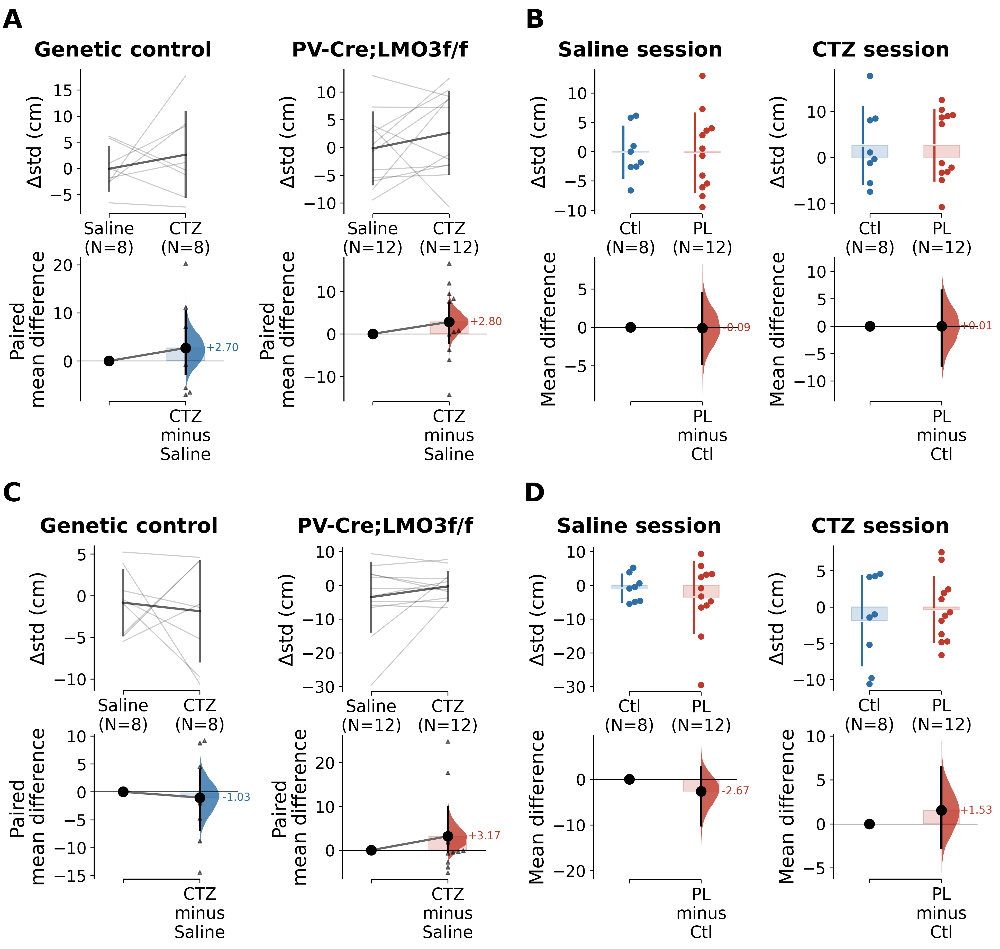 A
Genetic control
Δstd (cm)
15
10
5
0
−5
Saline
(N=8)
CTZ
(N=8)
Paired
mean difference
20
10
0
+2.70
CTZ
minus
Saline
PV-Cre;LMO3f/f
Δstd (cm)
10
5
0
−5
−10
Saline
(N=12)
CTZ
(N=12)
Paired
mean difference
10
0
−10
+2.80
CTZ
minus
Saline
B
Saline session
Δstd (cm)
10
5
0
−5
−10
Ctl
(N=8)
PL
(N=12)
Mean difference
5
0
−5
-0.09
PL
minus
Ctl
CTZ session
Δstd (cm)
10
0
−10
Ctl
(N=8)
PL
(N=12)
Mean difference
10
5
0
−5
−10
+0.01
PL
minus
Ctl
C
Genetic control
Δstd (cm)
5
0
−5
−10
Saline
(N=8)
CTZ
(N=8)
Paired
mean difference
10
5
0
−5
−10
−15
-1.03
CTZ
minus
Saline
PV-Cre;LMO3f/f
Δstd (cm)
10
0
−10
−20
−30
Saline
(N=12)
CTZ
(N=12)
Paired
mean difference
20
10
0
+3.17
CTZ
minus
Saline
D
Saline session
Δstd (cm)
10
0
−10
−20
−30
Ctl
(N=8)
PL
(N=12)
Mean difference
0
−10
−20
-2.67
PL
minus
Ctl
CTZ session
Δstd (cm)
5
0
−5
−10
Ctl
(N=8)
PL
(N=12)
Mean difference
10
5
0
−5
+1.53
PL
minus
Ctl